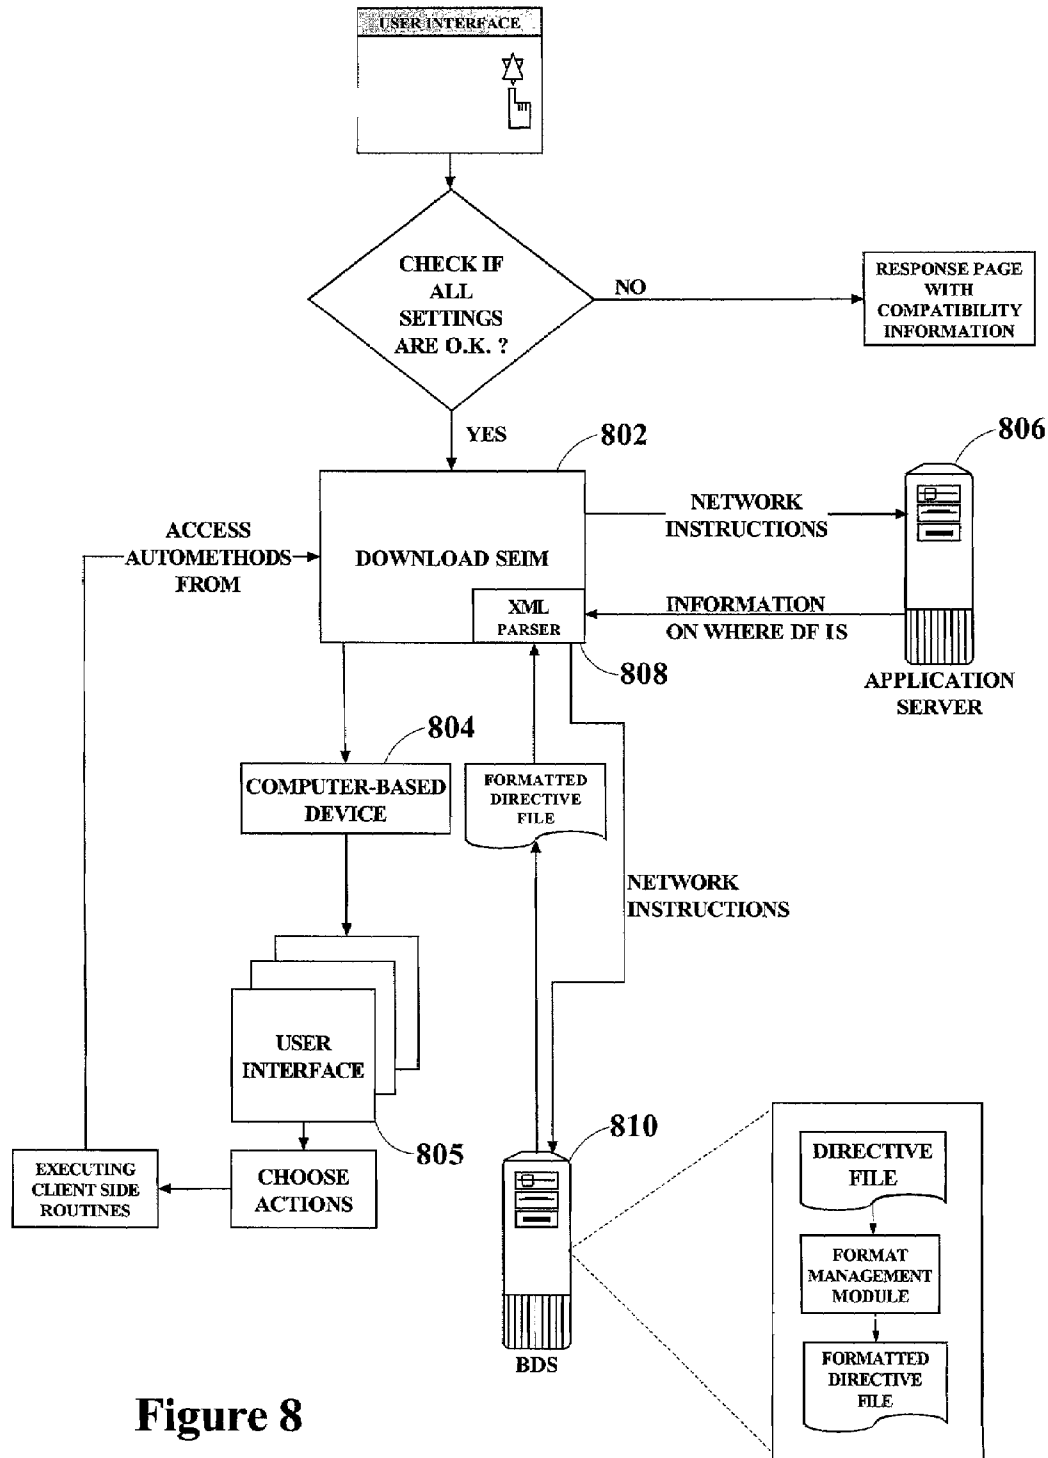 USER INTERFACE
CHECK IF
ALL
SETTINGS
ARE O.K. ?
NO
RESPONSE PAGE
WITH
COMPATIBILITY
INFORMATION
YES
802
806
ACCESS
AUTOMETHODS
FROM
DOWNLOAD SEIM
XML
PARSER
NETWORK
INSTRUCTIONS
INFORMATION
ON WHERE DF IS
808
APPLICATION
SERVER
804
COMPUTER-BASED
DEVICE
FORMATTED
DIRECTIVE
FILE
NETWORK
INSTRUCTIONS
USER
INTERFACE
805
810
EXECUTING
CLIENT SIDE
ROUTINES
CHOOSE
ACTIONS
BDS
DIRECTIVE
FILE
FORMAT
MANAGEMENT
MODULE
FORMATTED
DIRECTIVE
FILE
Figure 8